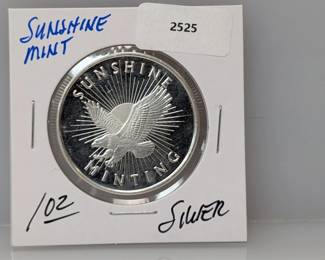 SUNSHINE
MINT
2525
SUNSHINE
MINTING
1oz
SILVER